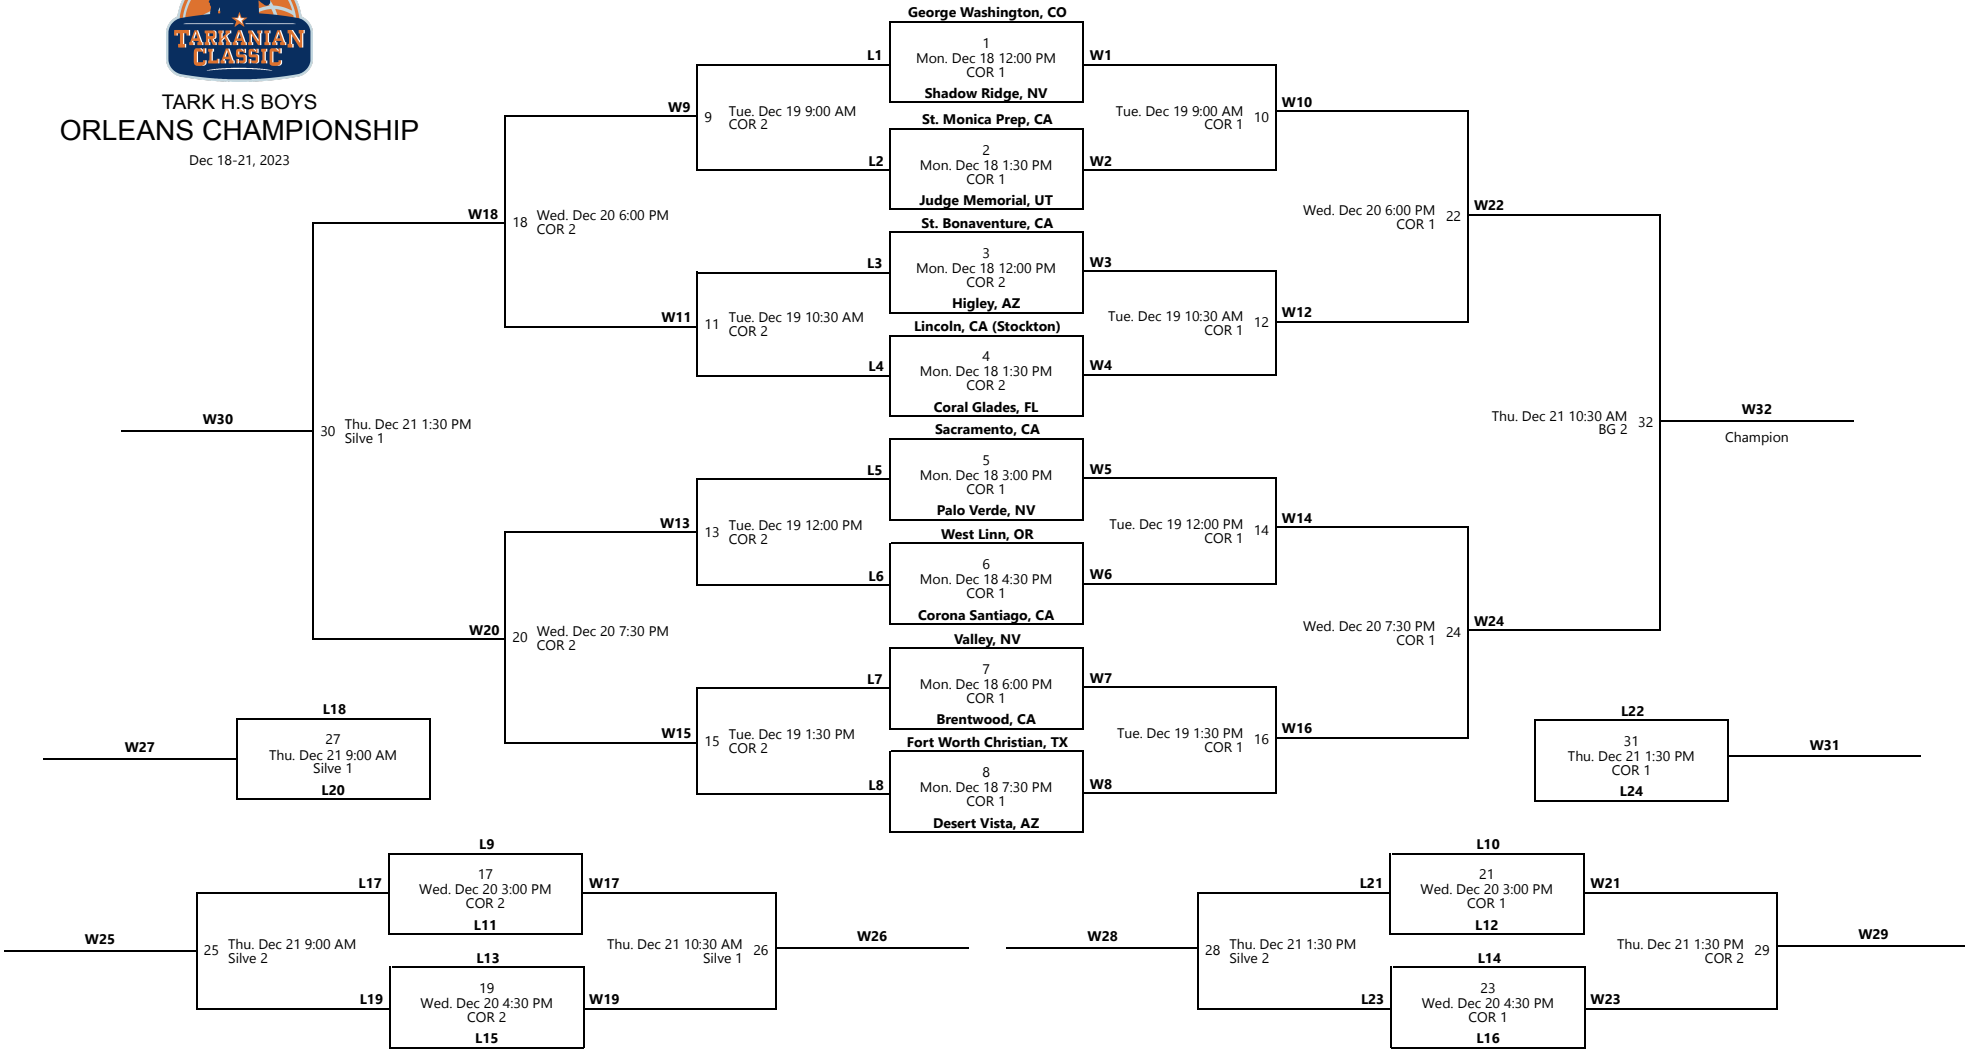 TARKANIAN
CLASSIC
TARK H.S BOYS
ORLEANS CHAMPIONSHIP
Dec 18-21, 2023
George Washington, CO
1
Mon. Dec 18 12:00 PM
COR 1
Shadow Ridge, NV
L1
W1
St. Monica Prep, CA
2
Mon. Dec 18 1:30 PM
COR 1
Judge Memorial, UT
L2
W2
St. Bonaventure, CA
3
Mon. Dec 18 12:00 PM
COR 2
Higley, AZ
L3
W3
Lincoln, CA (Stockton)
4
Mon. Dec 18 1:30 PM
COR 2
Coral Glades, FL
L4
W4
Sacramento, CA
5
Mon. Dec 18 3:00 PM
COR 1
Palo Verde, NV
L5
W5
West Linn, OR
6
Mon. Dec 18 4:30 PM
COR 1
Corona Santiago, CA
L6
W6
Valley, NV
7
Mon. Dec 18 6:00 PM
COR 1
Brentwood, CA
L7
W7
Fort Worth Christian, TX
8
Mon. Dec 18 7:30 PM
COR 1
Desert Vista, AZ
L8
W8
W9
9 Tue. Dec 19 9:00 AM
COR 2
W11
11 Tue. Dec 19 10:30 AM
COR 2
W13
13 Tue. Dec 19 12:00 PM
COR 2
W15
15 Tue. Dec 19 1:30 PM
COR 2
W18
18 Wed. Dec 20 6:00 PM
COR 2
W20
20 Wed. Dec 20 7:30 PM
COR 2
W30
30 Thu. Dec 21 1:30 PM
Silve 1
W10
Tue. Dec 19 9:00 AM 10
COR 1
W12
Tue. Dec 19 10:30 AM 12
COR 1
W14
Tue. Dec 19 12:00 PM 14
COR 1
W16
Tue. Dec 19 1:30 PM 16
COR 1
W22
Wed. Dec 20 6:00 PM 22
COR 1
W24
Wed. Dec 20 7:30 PM 24
COR 1
Thu. Dec 21 10:30 AM 32
BG 2
W32
Champion
L18
27
Thu. Dec 21 9:00 AM
Silve 1
L20
W27
L22
31
Thu. Dec 21 1:30 PM
COR 1
L24
W31
L9
17
Wed. Dec 20 3:00 PM
COR 2
L11
L17
W17
L13
19
Wed. Dec 20 4:30 PM
COR 2
L15
L19
W19
W25
25 Thu. Dec 21 9:00 AM
Silve 2
Thu. Dec 21 10:30 AM 26
Silve 1
W26
L10
21
Wed. Dec 20 3:00 PM
COR 1
L12
L21
W21
L14
23
Wed. Dec 20 4:30 PM
COR 1
L16
L23
W23
W28
28 Thu. Dec 21 1:30 PM
Silve 2
Thu. Dec 21 1:30 PM 29
COR 2
W29